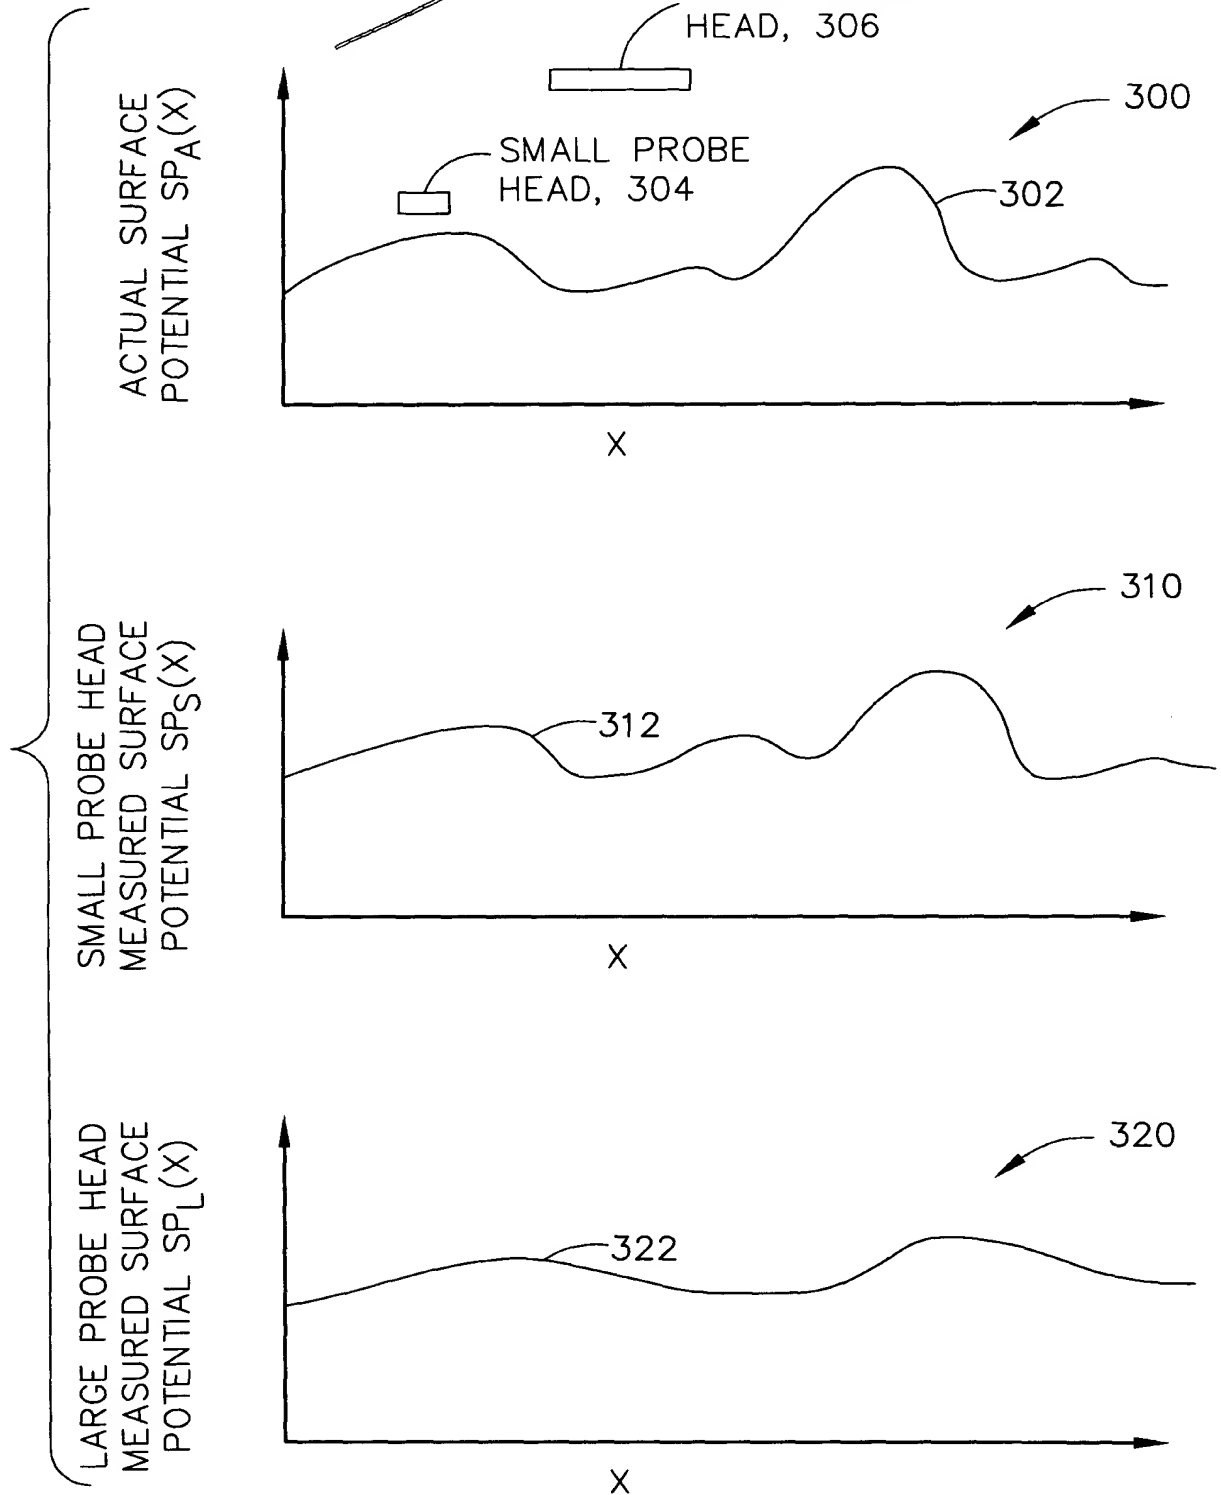 HEAD, 306
300
SMALL PROBE
HEAD, 304
302
ACTUAL SURFACE
POTENTIAL SPA(X)
X
310
312
SMALL PROBE HEAD
MEASURED SURFACE
POTENTIAL SPS(X)
X
320
322
LARGE PROBE HEAD
MEASURED SURFACE
POTENTIAL SPL(X)
X